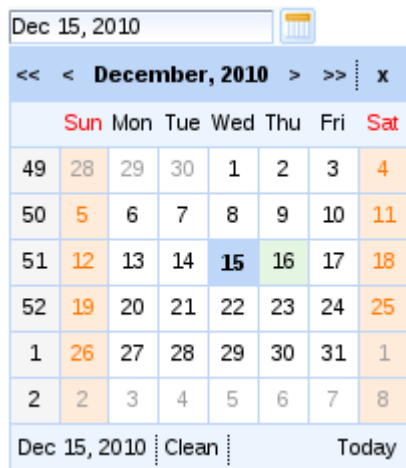 Dec 15, 2010
<< < December, 2010 > >> x
Sun Mon Tue Wed Thu Fri Sat
49 28 29 30 1 2 3 4
50 5 6 7 8 9 10 11
51 12 13 14 15 16 17 18
52 19 20 21 22 23 24 25
1 26 27 28 29 30 31 1
2 2 3 4 5 6 7 8
Dec 15, 2010 Clean Today